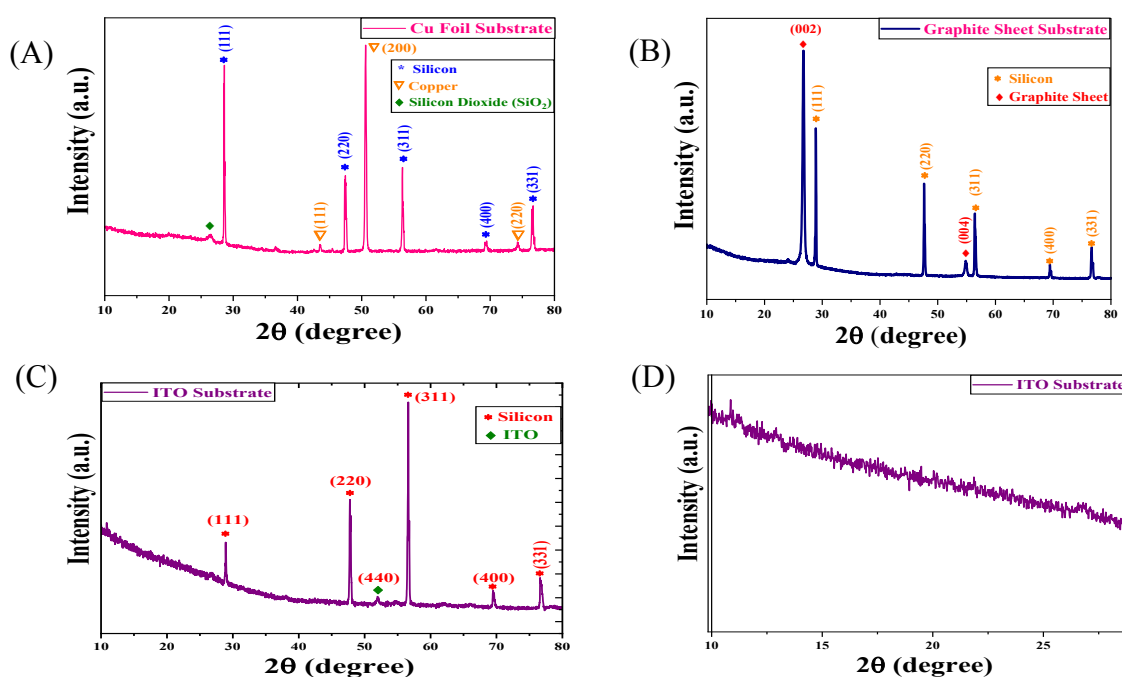 (A)
Cu Foil Substrate
Silicon
Copper
Silicon Dioxide (SiO₂)
(111)
(111)
(220)
(200)
(311)
(400)
(220)
(331)
Intensity (a.u.)
10 20 30 40 50 60 70 80
2θ (degree)
(B)
Graphite Sheet Substrate
Silicon
Graphite Sheet
(002)
(111)
(220)
(004)
(311)
(400)
(331)
Intensity (a.u.)
10 20 30 40 50 60 70 80
2θ (degree)
(C)
ITO Substrate
Silicon
ITO
(111)
(220)
(440)
(311)
(400)
(331)
Intensity (a.u.)
10 20 30 40 50 60 70 80
2θ (degree)
(D)
ITO Substrate
Intensity (a.u.)
10 15 20 25
2θ (degree)